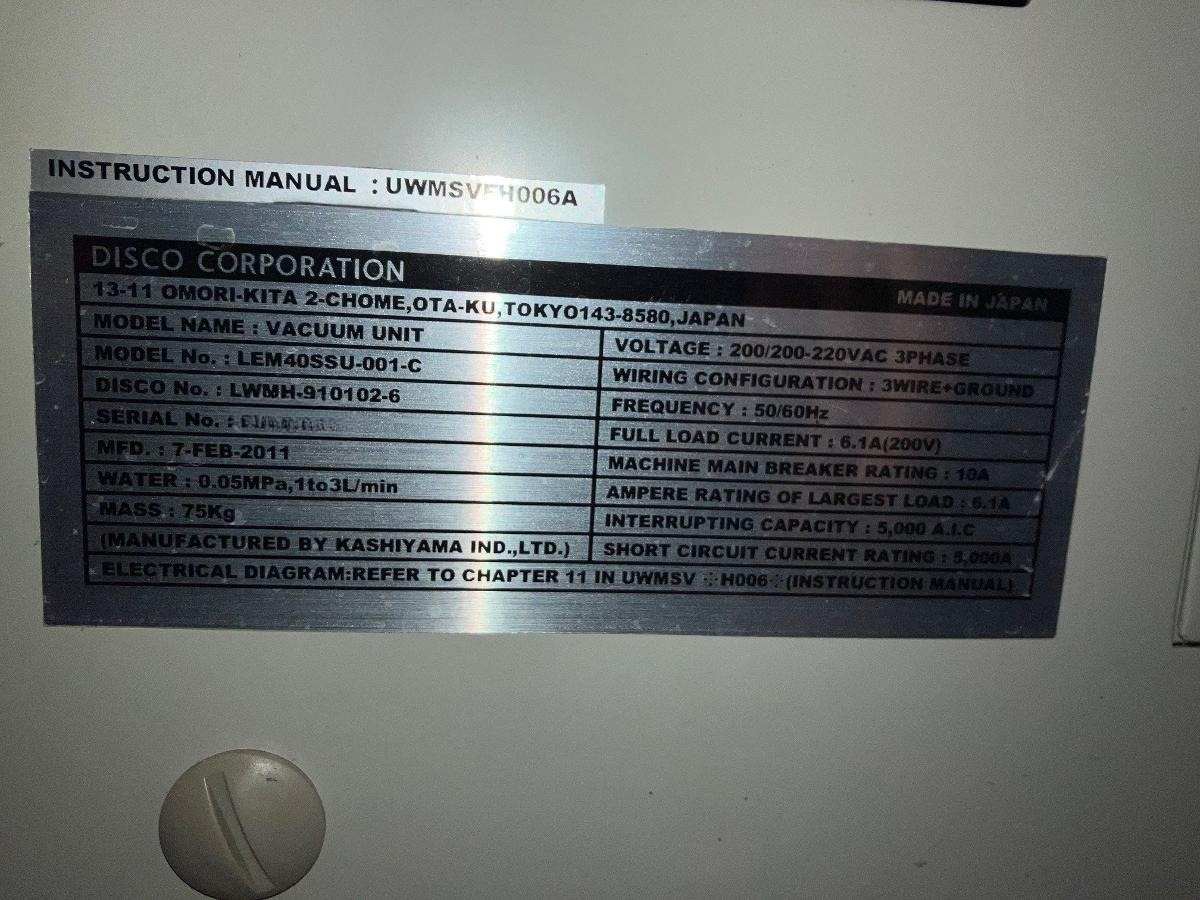 INSTRUCTION MANUAL : UWMSVFH006A
DISCO CORPORATION
MADE IN JAPAN
13-11 OMORI-KITA 2-CHOME,OTA-KU,TOKYO143-8580,JAPAN
MODEL NAME : VACUUM UNIT
MODEL No. : LEM40SSU-001-C
DISCO No. : LWMH-910102-6
SERIAL No. :
MFD. : 7-FEB-2011
WATER : 0.05MPa,1to3L/min
MASS : 75Kg
(MANUFACTURED BY KASHIYAMA IND.,LTD.)
VOLTAGE : 200/200-220VAC 3PHASE
WIRING CONFIGURATION : 3WIRE+GROUND
FREQUENCY : 50/60Hz
FULL LOAD CURRENT : 6.1A(200V)
MACHINE MAIN BREAKER RATING : 10A
AMPERE RATING OF LARGEST LOAD : 6.1A
INTERRUPTING CAPACITY : 5,000 A.I.C
SHORT CIRCUIT CURRENT RATING : 5,000A
ELECTRICAL DIAGRAM:REFER TO CHAPTER 11 IN UWMSV ※H006※(INSTRUCTION MANUAL)